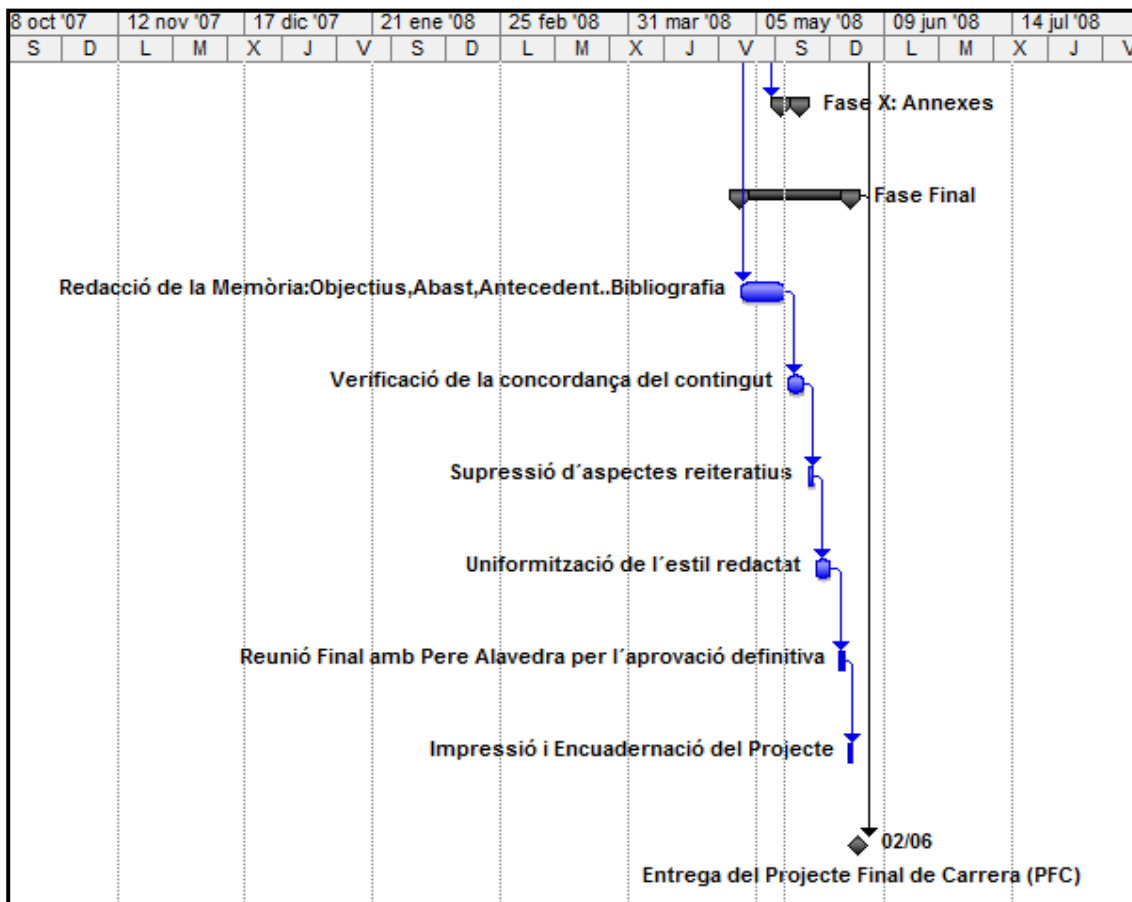 8 oct '07 12 nov '07 17 dic '07 21 ene '08 25 feb '08 31 mar '08 05 may '08 09 jun '08 14 jul '08
S D L M X J V S D L M X J V S D L M X J V
Fase X: Annexes
Fase Final
Redacció de la Memòria:Objectius,Abast,Antecedent..Bibliografia
Verificació de la concordança del contingut
Supressió d´aspectes reiteratius
Uniformització de l´estil redactat
Reunió Final amb Pere Alavedra per l´aprovació definitiva
Impressió i Encuadernació del Projecte
02/06
Entrega del Projecte Final de Carrera (PFC)